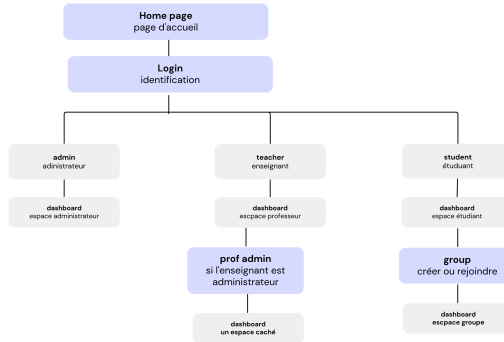 Home page
page d'accueil
Login
identification
admin
adinistrateur
teacher
enseignant
student
étuduant
dashboard
espace administrateur
dashboard
escpace professeur
dashboard
espace étudiant
prof admin
si l'enseignant est
administrateur
group
créer ou rejoindre
dashboard
un espace caché
dashboard
escpace groupe